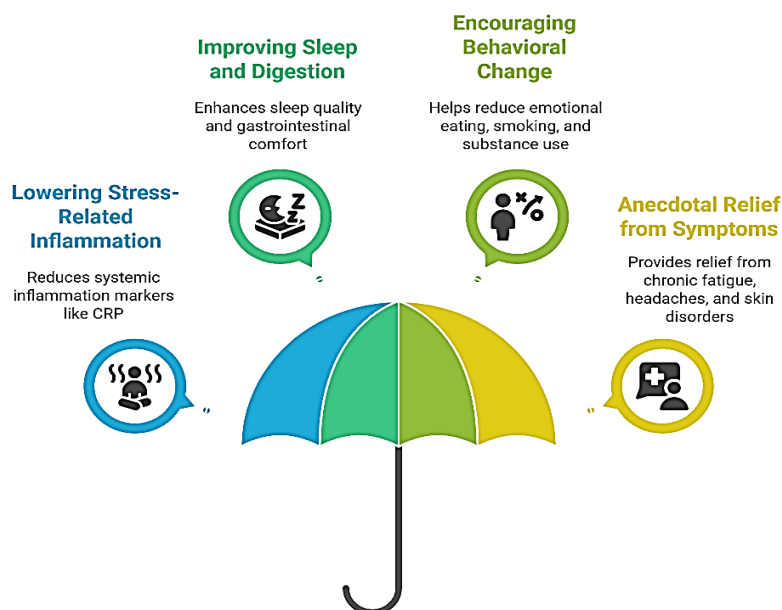 Lowering Stress-
Related
Inflammation
Reduces systemic
inflammation markers
like CRP
Improving Sleep
and Digestion
Enhances sleep quality
and gastrointestinal
comfort
Encouraging
Behavioral
Change
Helps reduce emotional
eating, smoking, and
substance use
Anecdotal Relief
from Symptoms
Provides relief from
chronic fatigue,
headaches, and skin
disorders